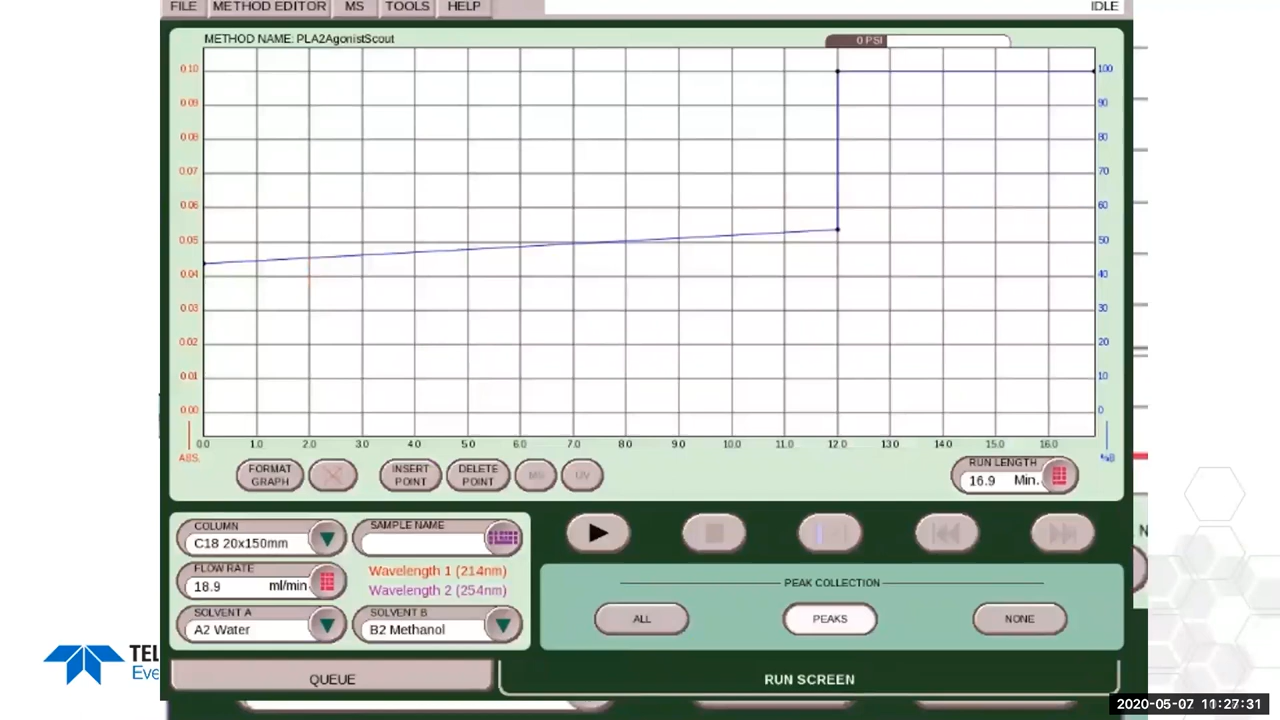 FILE METHOD EDITOR MS TOOLS HELP IDLE
METHOD NAME: PLA2AgonistScout
0 PSI
0.10 100
0.09 90
0.08 80
0.07 70
0.06 60
0.05 50
0.04 40
0.03 30
0.02 20
0.01 10
0.00 0
0.0 1.0 2.0 3.0 4.0 5.0 6.0 7.0 8.0 9.0 10.0 11.0 12.0 13.0 14.0 15.0 16.0
ABS. %B
FORMAT GRAPH
INSERT POINT
DELETE POINT
MS
UV
RUN LENGTH
16.9 Min.
COLUMN
C18 20x150mm
SAMPLE NAME
FLOW RATE
18.9 ml/min
Wavelength 1 (214nm)
Wavelength 2 (254nm)
SOLVENT A
A2 Water
SOLVENT B
B2 Methanol
PEAK COLLECTION
ALL PEAKS NONE
QUEUE
RUN SCREEN
TEL
Eve
N
2020-05-07 11:27:31